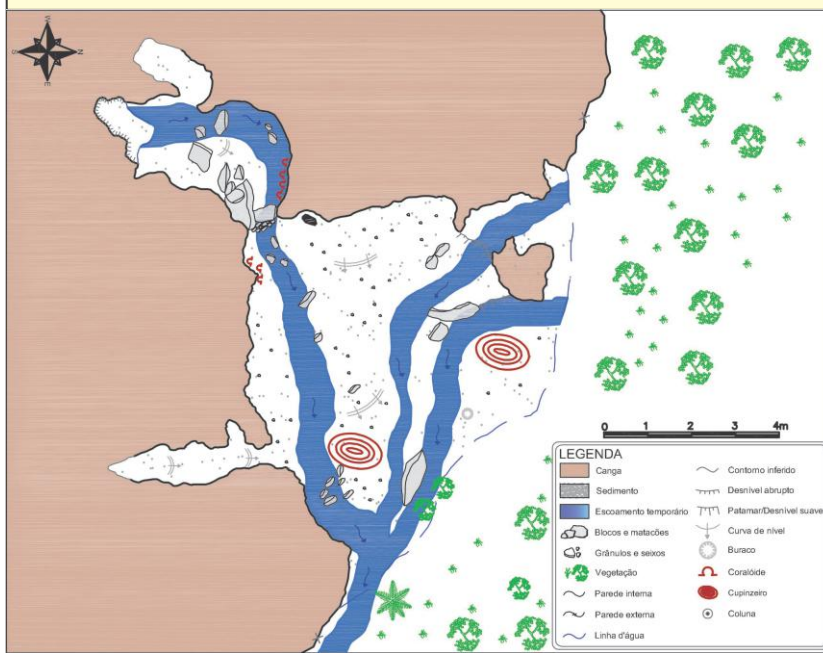 W
S
N
E
0 1 2 3 4m
LEGENDA
Canga
Sedimento
Escoamento temporário
Blocos e matacões
Grânulos e seixos
Vegetação
Parede interna
Parede externa
Linha d'água
Contorno inferido
Desnível abrupto
Patamar/Desnível suave
Curva de nível
Buraco
Coralóide
Cupinzeiro
Coluna